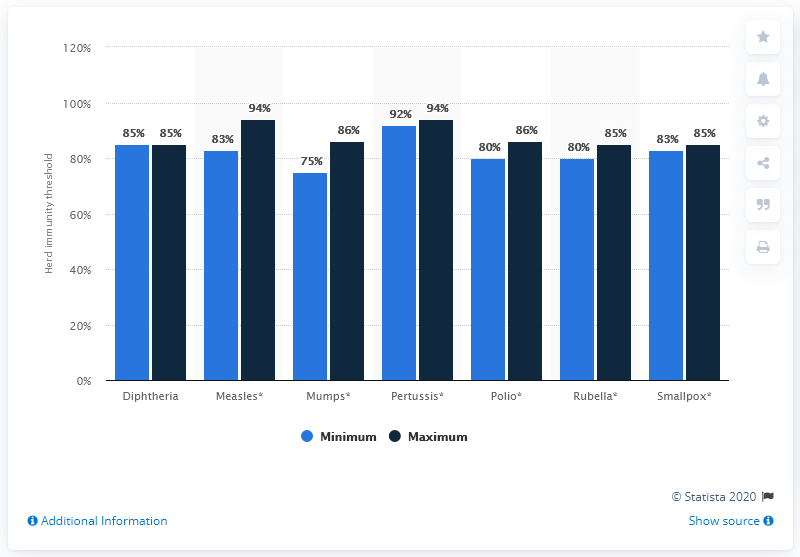 120%
100%
80%
60%
40%
20%
0%
Herd immunity threshold
85% 85% 83% 94% 75% 86% 92% 94% 80% 86% 80% 85% 83% 85%
Diphtheria Measles* Mumps* Pertussis* Polio* Rubella* Smallpox*
Minimum Maximum
© Statista 2020
Additional Information Show source